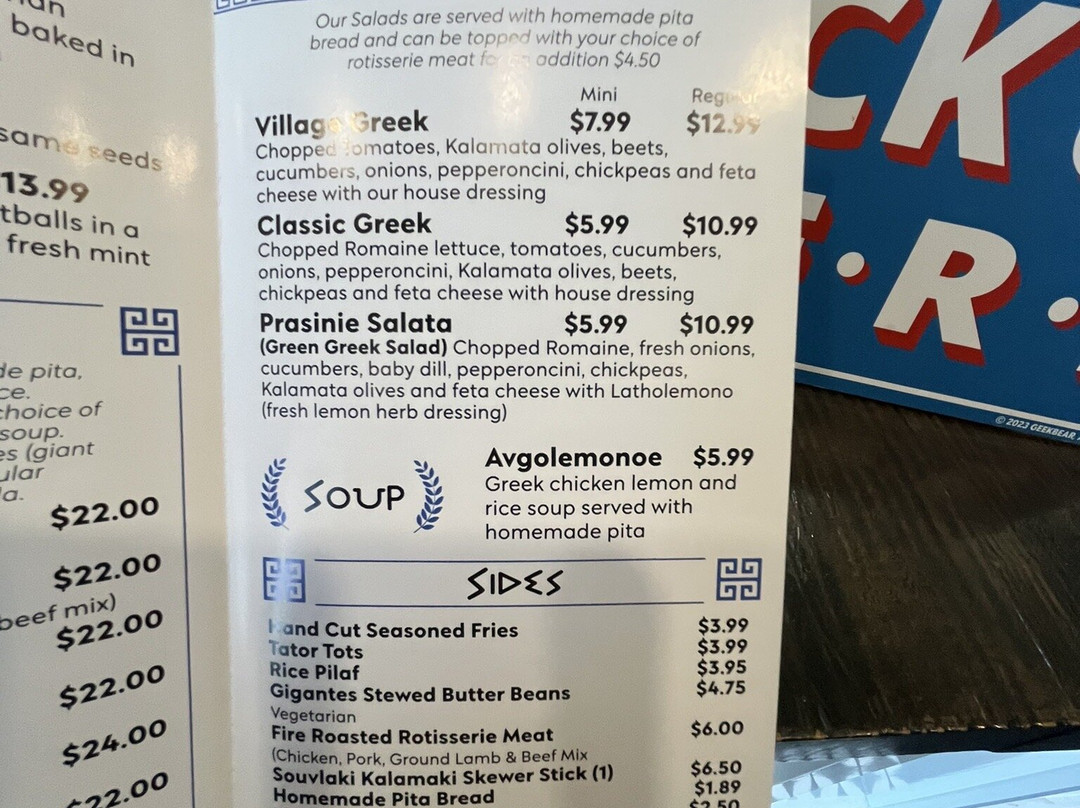 baked in
seeds
13.99
tballs in a
fresh mint
de pita,
ce.
choice of
soup.
es (giant
ular
a.
$22.00
$22.00
beef mix)
$22.00
$22.00
$24.00
$22.00
Our Salads are served with homemade pita
bread and can be topped with your choice of
rotisserie meat addition $4.50
Mini Regular
Village Greek $7.99 $12.99
Chopped tomatoes, Kalamata olives, beets,
cucumbers, onions, pepperoncini, chickpeas and feta
cheese with our house dressing
Classic Greek $5.99 $10.99
Chopped Romaine lettuce, tomatoes, cucumbers,
onions, pepperoncini, Kalamata olives, beets,
chickpeas and feta cheese with house dressing
Prasinie Salata $5.99 $10.99
(Green Greek Salad) Chopped Romaine, fresh onions,
cucumbers, baby dill, pepperoncini, chickpeas,
Kalamata olives and feta cheese with Latholemono
(fresh lemon herb dressing)
SOUP
Avgolemonoe $5.99
Greek chicken lemon and
rice soup served with
homemade pita
SIDES
Hand Cut Seasoned Fries $3.99
Tator Tots $3.99
Rice Pilaf $3.95
Gigantes Stewed Butter Beans $4.75
Vegetarian
Fire Roasted Rotisserie Meat $6.00
(Chicken, Pork, Ground Lamb & Beef Mix
Souvlaki Kalamaki Skewer Stick (1) $6.50
Homemade Pita Bread $1.89
$2.50
CK
R
© 2023 GEEKBEAR